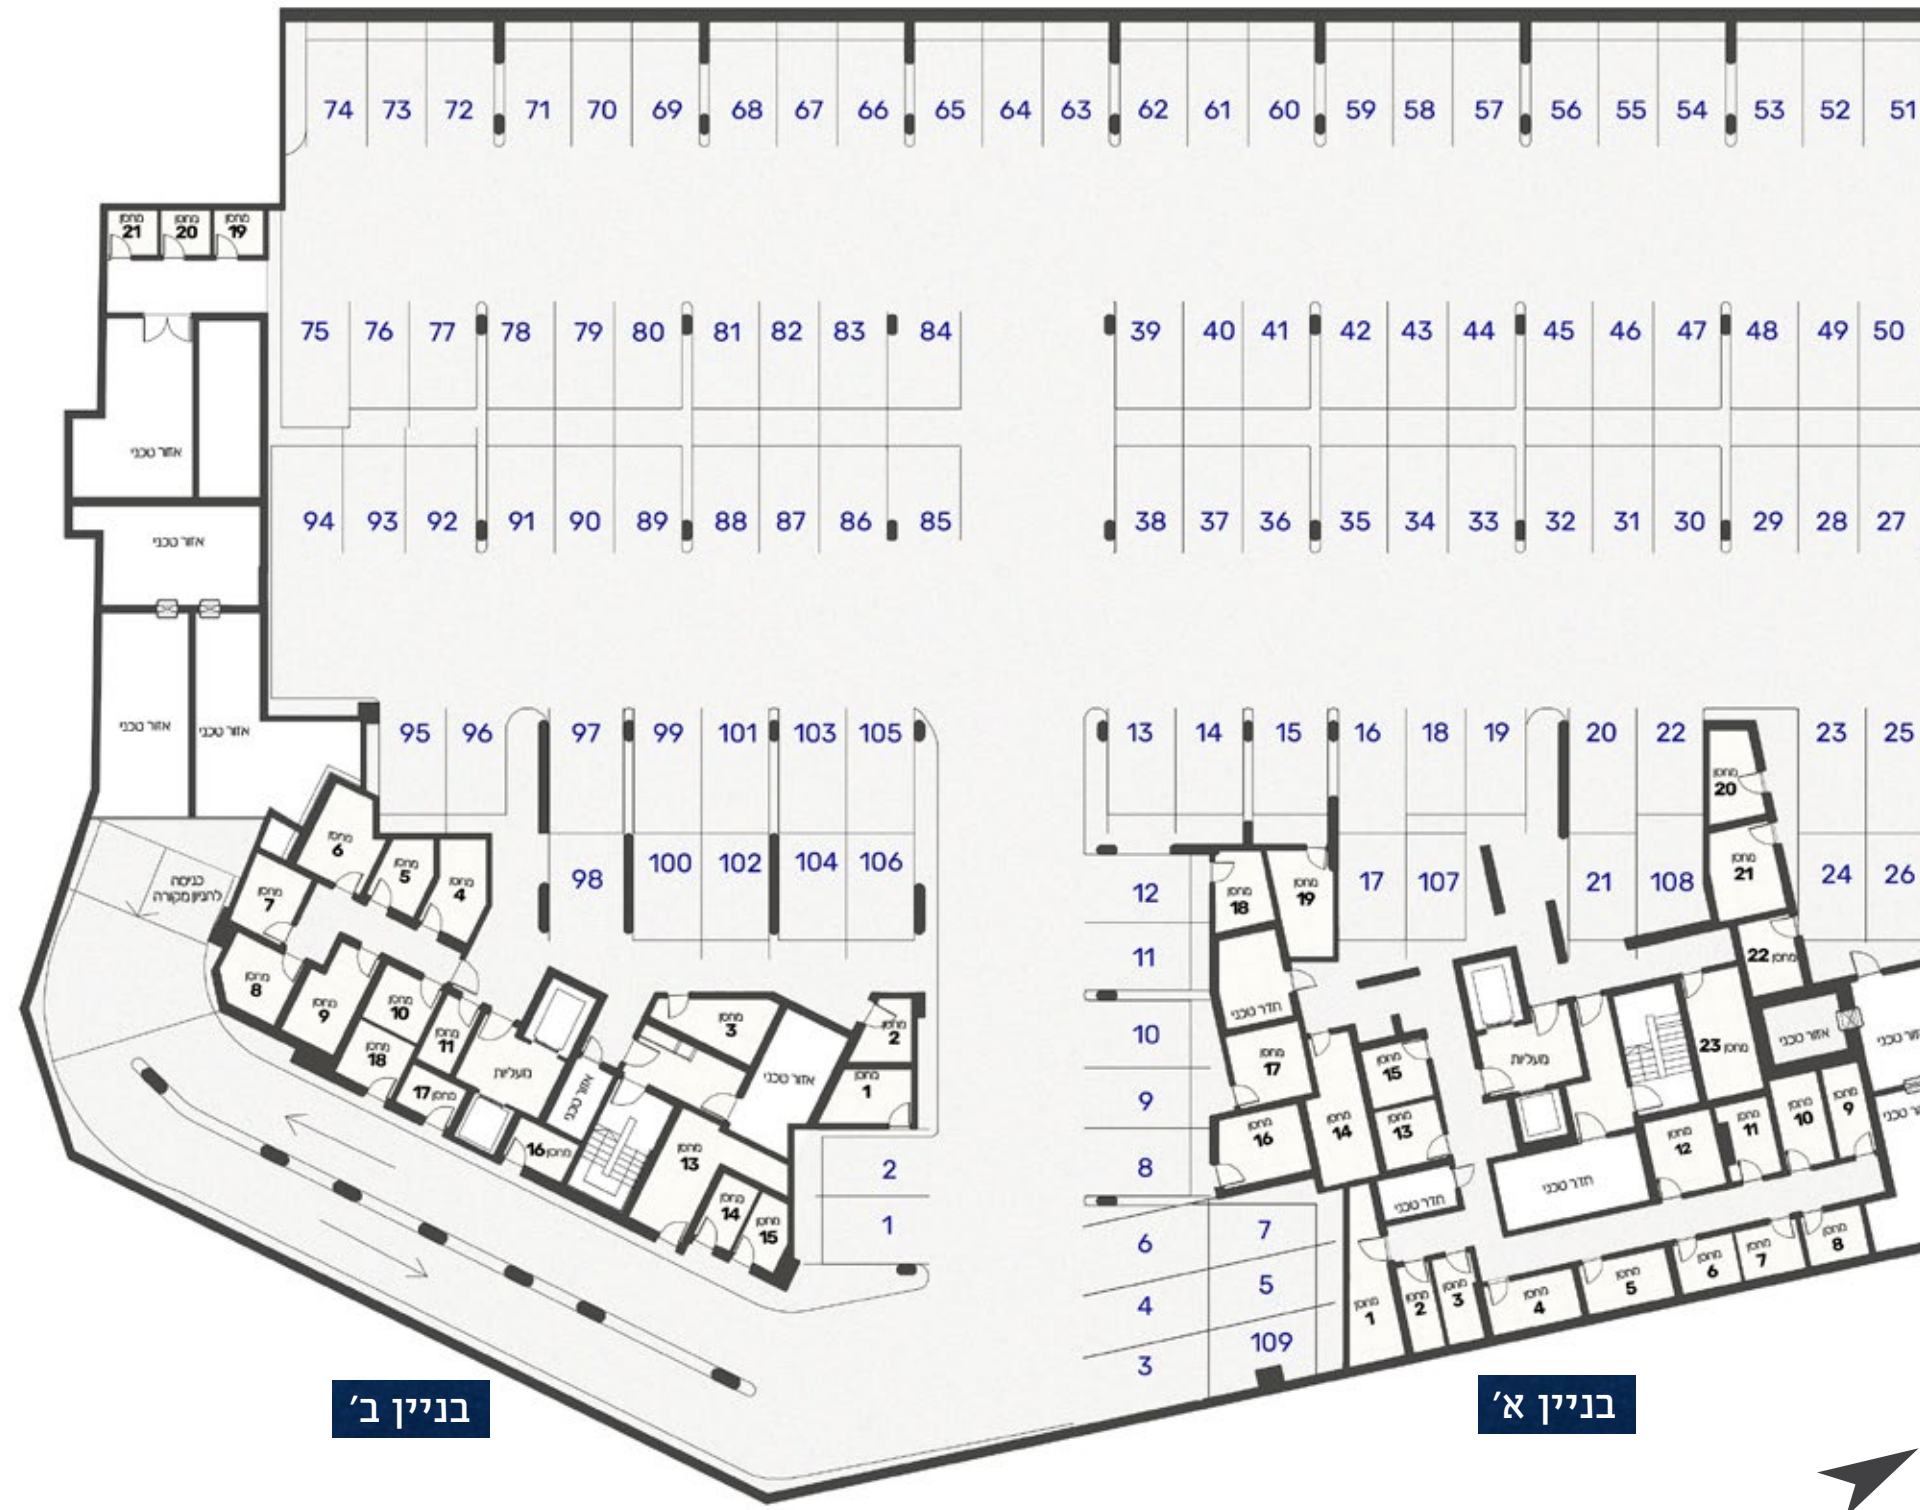 74 73 72 71 70 69 68 67 66 65 64 63 62 61 60 59 58 57 56 55 54 53 52 51
מחסן 21
מחסן 20
מחסן 19
75 76 77 78 79 80 81 82 83 84 39 40 41 42 43 44 45 46 47 48 49 50
אזור טכני
94 93 92 91 90 89 88 87 86 85 38 37 36 35 34 33 32 31 30 29 28 27
אזור טכני
אזור טכני
אזור טכני
95 96 97 99 101 103 105 13 14 15 16 18 19 20 22 23 25
98 100 102 104 106 12 17 107 21 108 24 26
11
10
9
8
2
1
6 7
4 5
3 109
כניסה
לחניון מקורה
מחסן 6
מחסן 5
מחסן 4
מחסן 7
מחסן 8
מחסן 9
מחסן 10
מחסן 11
מחסן 18
מחסן 17
מעליות
מחסן 16
מחסן 3
אזור טכני
מחסן 2
מחסן 1
מחסן 13
מחסן 14
מחסן 15
מחסן 20
מחסן 21
מחסן 22
מחסן 18
מחסן 19
חדר טכני
מחסן 17
מחסן 16
מחסן 14
מחסן 15
מחסן 13
מעליות
מחסן 23
אזור טכני
מחסן 12
מחסן 11
מחסן 10
מחסן 9
חדר טכני
חדר טכני
מחסן 1
מחסן 2
מחסן 3
מחסן 4
מחסן 5
מחסן 6
מחסן 7
מחסן 8
בניין ב׳
בניין א׳